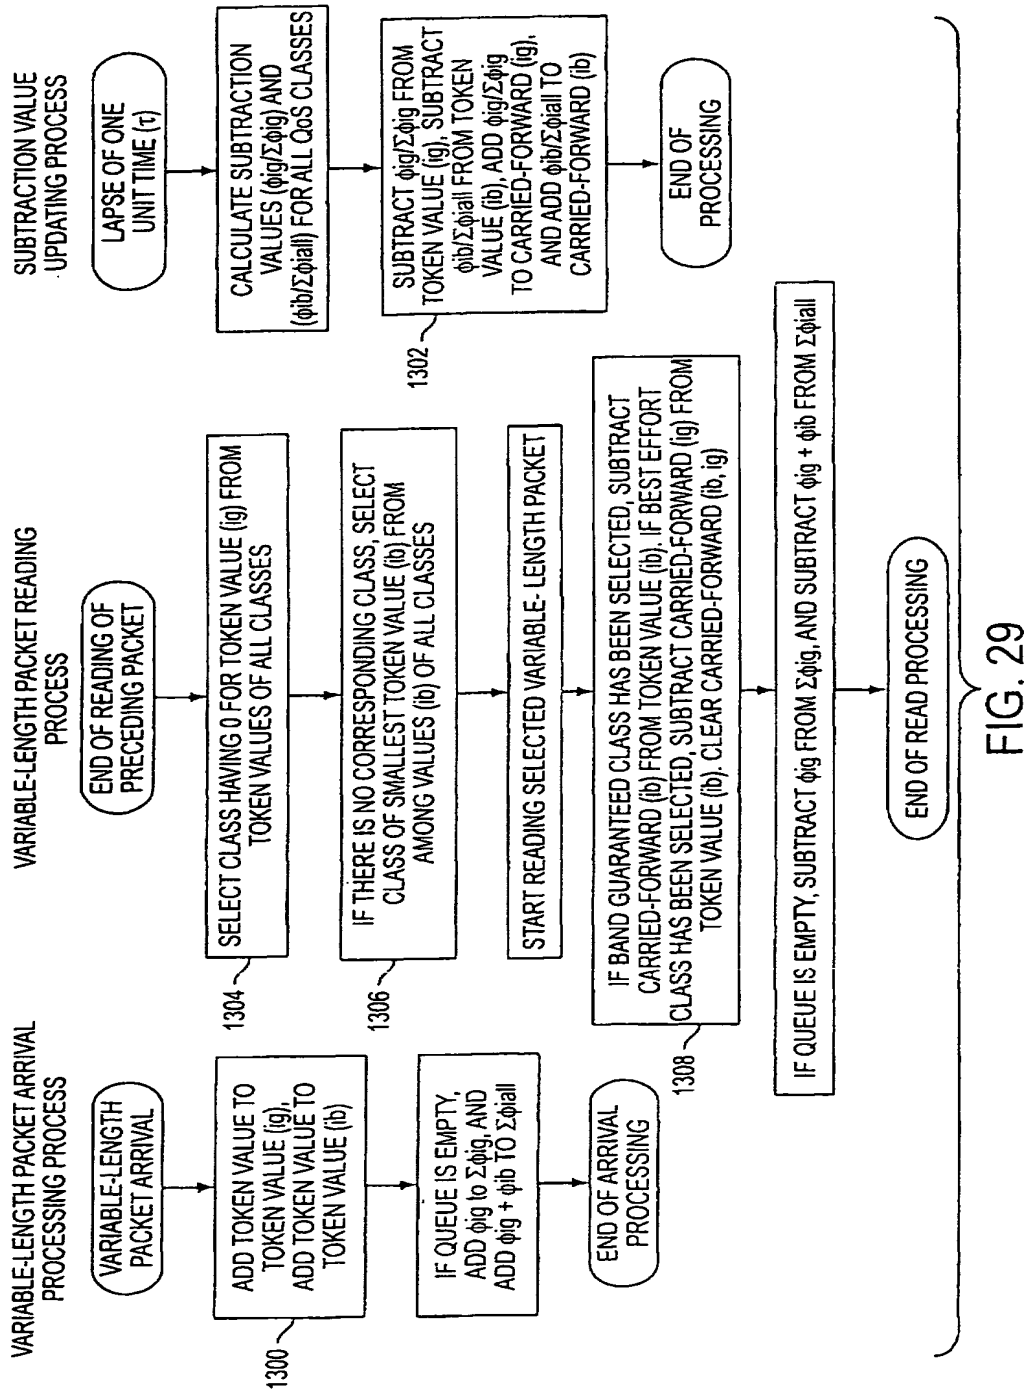 VARIABLE-LENGTH PACKET ARRIVAL
PROCESSING PROCESS
VARIABLE-LENGTH
PACKET ARRIVAL
1300
ADD TOKEN VALUE TO
TOKEN VALUE (ig),
ADD TOKEN VALUE TO
TOKEN VALUE (ib)
IF QUEUE IS EMPTY,
ADD ϕig to Σϕig, AND
ADD ϕig + ϕib TO Σϕiall
END OF ARRIVAL
PROCESSING
VARIABLE-LENGTH PACKET READING
PROCESS
END OF READING OF
PRECEDING PACKET
1304
SELECT CLASS HAVING 0 FOR TOKEN VALUE (ig) FROM
TOKEN VALUES OF ALL CLASSES
1306
IF THERE IS NO CORRESPONDING CLASS, SELECT
CLASS OF SMALLEST TOKEN VALUE (ib) FROM
AMONG VALUES (ib) OF ALL CLASSES
START READING SELECTED VARIABLE- LENGTH PACKET
1308
IF BAND GUARANTEED CLASS HAS BEEN SELECTED, SUBTRACT
CARRIED-FORWARD (ib) FROM TOKEN VALUE (ib). IF BEST EFFORT
CLASS HAS BEEN SELECTED, SUBTRACT CARRIED-FORWARD (ig) FROM
TOKEN VALUE (ib). CLEAR CARRIED-FORWARD (ib, ig)
IF QUEUE IS EMPTY, SUBTRACT ϕig FROM Σϕig, AND SUBTRACT ϕig + ϕib FROM Σϕiall
END OF READ PROCESSING
SUBTRACTION VALUE
UPDATING PROCESS
LAPSE OF ONE
UNIT TIME (τ)
CALCULATE SUBTRACTION
VALUES (ϕig/Σϕig) AND
(ϕib/Σϕiall) FOR ALL QoS CLASSES
1302
SUBTRACT ϕig/Σϕig FROM
TOKEN VALUE (ig), SUBTRACT
ϕib/Σϕiall FROM TOKEN
VALUE (ib), ADD ϕig/Σϕig
TO CARRIED-FORWARD (ig),
AND ADD ϕib/Σϕiall TO
CARRIED-FORWARD (ib)
END OF
PROCESSING
FIG. 29